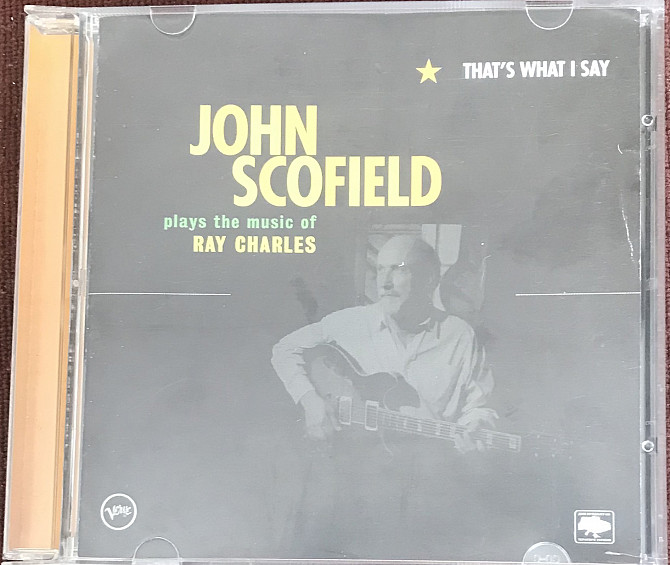 THAT'S WHAT I SAY
JOHN
SCOFIELD
plays the music of
RAY CHARLES
Verve